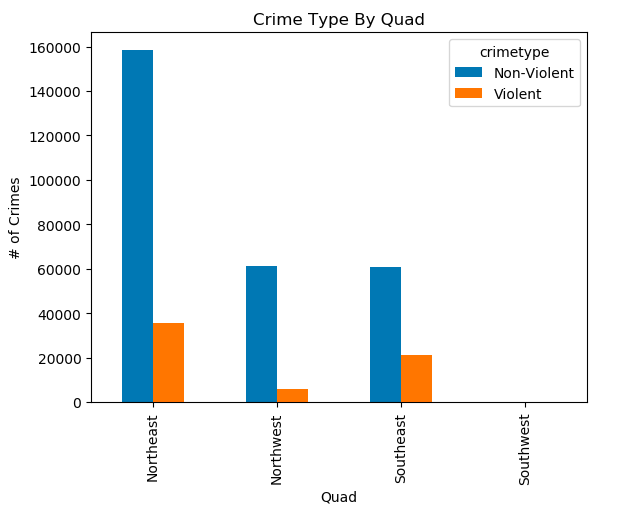 Crime Type By Quad
crimetype
Non-Violent
Violent
# of Crimes
160000
140000
120000
100000
80000
60000
40000
20000
0
Northeast
Northwest
Southeast
Southwest
Quad